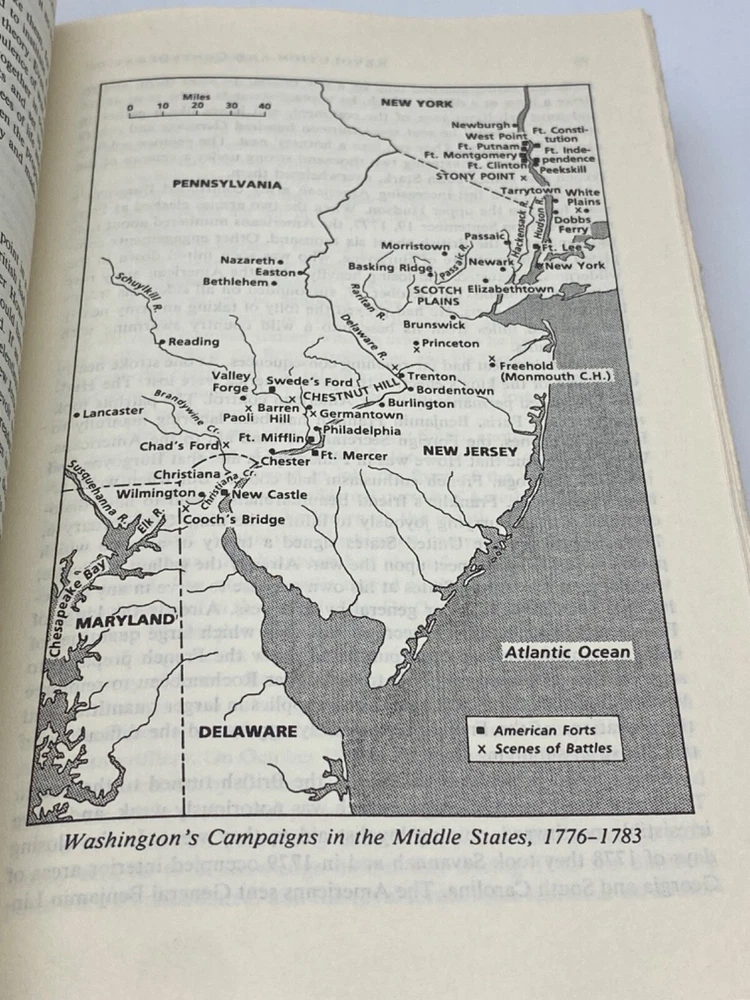 Miles
0 10 20 30 40
NEW YORK
Newburgh
West Point
Ft. Consti-
tution
Ft. Putnam
Ft. Inde-
pendence
Ft. Montgomery
Ft. Clinton
Peekskill
STONY POINT
PENNSYLVANIA
Tarrytown
White
Plains
Dobbs
Ferry
Hackensack R.
Hudson R.
Passaic
Morristown
Ft. Lee
Nazareth
Basking Ridge
Passaic R.
Newark
New York
Easton
Bethlehem
Schuylkill R.
Raritan R.
SCOTCH
PLAINS
Elizabethtown
Delaware R.
Brunswick
Reading
Princeton
Freehold
(Monmouth C.H.)
Valley
Forge
Swede's Ford
Trenton
CHESTNUT HILL
Bordentown
Lancaster
Brandywine Cr.
Barren
Hill
Paoli
Burlington
Germantown
Philadelphia
Chad's Ford
Ft. Mifflin
NEW JERSEY
Chester
Ft. Mercer
Susquehanna R.
Christiana
Christiana Cr.
Wilmington
New Castle
Elk R.
Cooch's Bridge
Chesapeake Bay
MARYLAND
Atlantic Ocean
DELAWARE
American Forts
x Scenes of Battles
Washington's Campaigns in the Middle States, 1776–1783